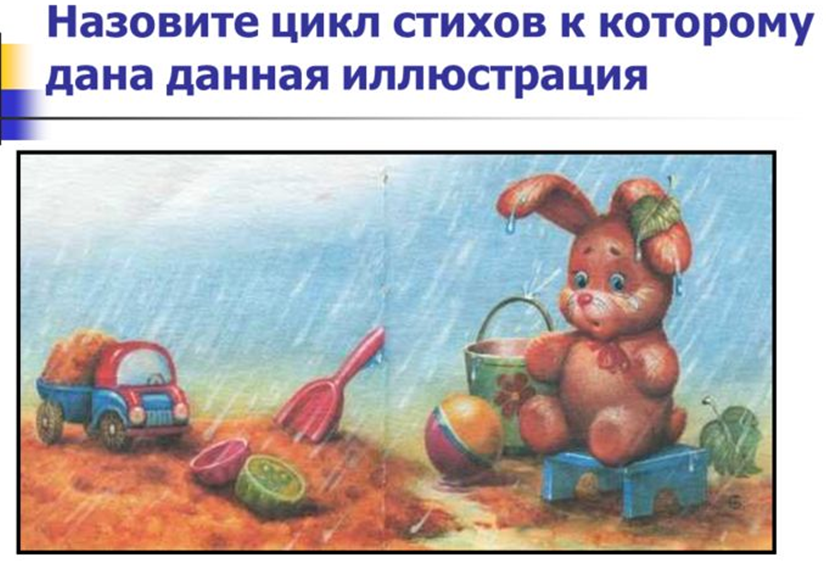 Назовите цикл стихов к которому
дана данная иллюстрация